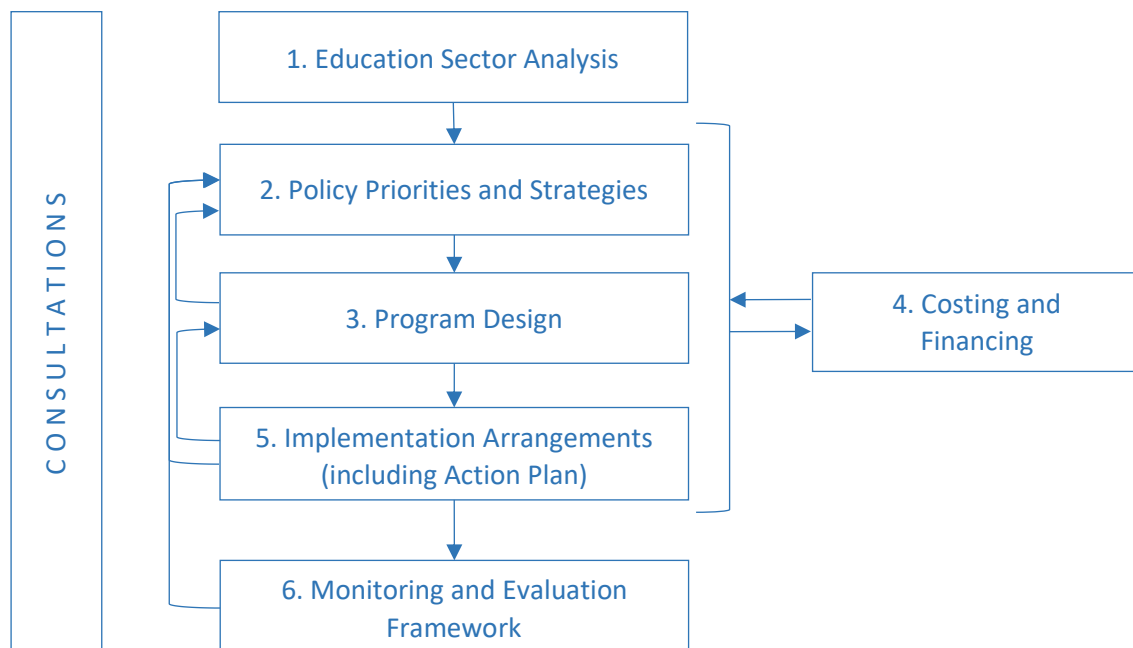 CONSULTATIONS
1. Education Sector Analysis
2. Policy Priorities and Strategies
3. Program Design
4. Costing and
Financing
5. Implementation Arrangements
(including Action Plan)
6. Monitoring and Evaluation
Framework